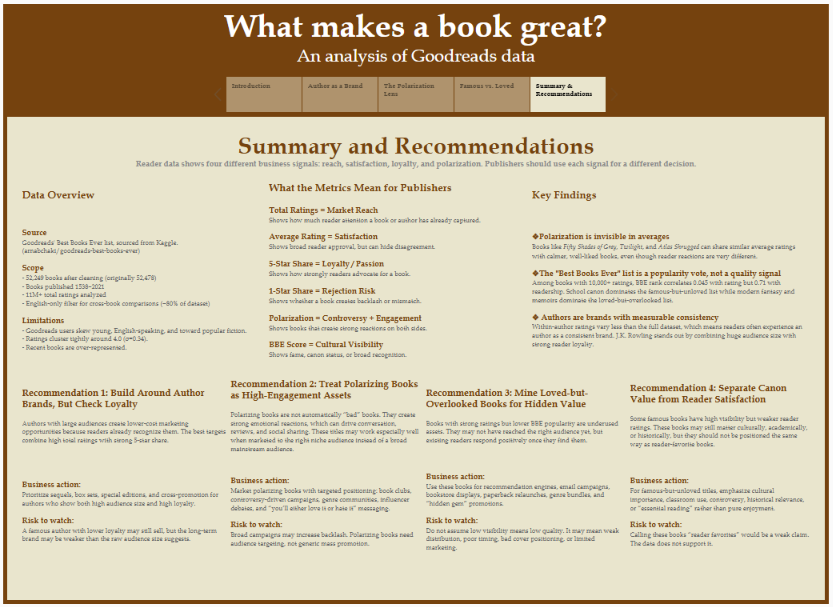 What makes a book great?
An analysis of Goodreads data
Introduction
Author as a Brand
The Polarization
Lens
Famous vs. Loved
Summary &
Recommendations
Summary and Recommendations
Reader data shows four different business signals: reach, satisfaction, loyalty, and polarization. Publishers should use each signal for a different decision.
Data Overview
Source
Goodreads' Best Books Ever list, sourced from Kaggle.
(arnabchaki/goodreads-best-books-ever)
Scope
- 52,249 books after cleaning (originally 52,478)
- Books published 1538–2021
- 113M+ total ratings analyzed
- English-only filter for cross-book comparisons (~80% of dataset)
Limitations
- Goodreads users skew young, English-speaking, and toward popular fiction.
- Ratings cluster tightly around 4.0 (σ≈0.34).
- Recent books are over-represented.
What the Metrics Mean for Publishers
Total Ratings = Market Reach
Shows how much reader attention a book or author has already captured.
Average Rating = Satisfaction
Shows broad reader approval, but can hide disagreement.
5-Star Share = Loyalty / Passion
Shows how strongly readers advocate for a book.
1-Star Share = Rejection Risk
Shows whether a book creates backlash or mismatch.
Polarization = Controversy + Engagement
Shows books that create strong reactions on both sides.
BBE Score = Cultural Visibility
Shows fame, canon status, or broad recognition.
Key Findings
❖Polarization is invisible in averages
Books like Fifty Shades of Grey, Twilight, and Atlas Shrugged can share similar average ratings
with calmer, well-liked books, even though reader reactions are very different.
❖The "Best Books Ever" list is a popularity vote, not a quality signal
Among books with 10,000+ ratings, BBE rank correlates 0.045 with rating but 0.71 with
readership. School canon dominates the famous-but-unloved list while modern fantasy and
memoirs dominate the loved-but-overlooked list.
❖ Authors are brands with measurable consistency
Within-author ratings vary less than the full dataset, which means readers often experience an
author as a consistent brand. J.K. Rowling stands out by combining huge audience size with
strong reader loyalty.
Recommendation 1: Build Around Author
Brands, But Check Loyalty
Authors with large audiences create lower-cost marketing
opportunities because readers already recognize them. The best targets
combine high total ratings with strong 5-star share.
Business action:
Prioritize sequels, box sets, special editions, and cross-promotion for
authors who show both high audience size and high loyalty.
Risk to watch:
A famous author with lower loyalty may still sell, but the long-term
brand may be weaker than the raw audience size suggests.
Recommendation 2: Treat Polarizing Books
as High-Engagement Assets
Polarizing books are not automatically "bad" books. They create
strong emotional reactions, which can drive conversation,
reviews, and social sharing. These titles may work especially well
when marketed to the right niche audience instead of a broad
mainstream audience.
Business action:
Market polarizing books with targeted positioning: book clubs,
controversy-driven campaigns, genre communities, influencer
debates, and "you'll either love it or hate it" messaging.
Risk to watch:
Broad campaigns may increase backlash. Polarizing books need
audience targeting, not generic mass promotion.
Recommendation 3: Mine Loved-but-
Overlooked Books for Hidden Value
Books with strong ratings but lower BBE popularity are underused
assets. They may not have reached the right audience yet, but
existing readers respond positively once they find them.
Business action:
Use these books for recommendation engines, email campaigns,
bookstore displays, paperback relaunches, genre bundles, and
"hidden gem" promotions.
Risk to watch:
Do not assume low visibility means low quality. It may mean weak
distribution, poor timing, bad cover positioning, or limited
marketing.
Recommendation 4: Separate Canon
Value from Reader Satisfaction
Some famous books have high visibility but weaker reader
ratings. These books may still matter culturally, academically,
or historically, but they should not be positioned the same
way as reader-favorite books.
Business action:
For famous-but-unloved titles, emphasize cultural
importance, classroom use, controversy, historical relevance,
or "essential reading" rather than pure enjoyment.
Risk to watch:
Calling these books "reader favorites" would be a weak claim.
The data does not support it.